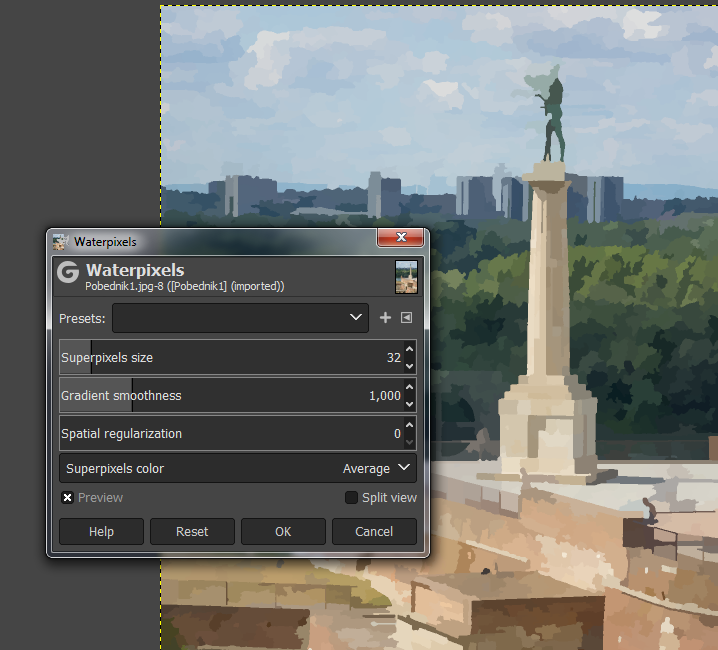 Waterpixels
Waterpixels
Pobednik1.jpg-8 ([Pobednik1] (imported))
Presets:
Superpixels size 32
Gradient smoothness 1,000
Spatial regularization 0
Superpixels color Average
Preview Split view
Help Reset OK Cancel